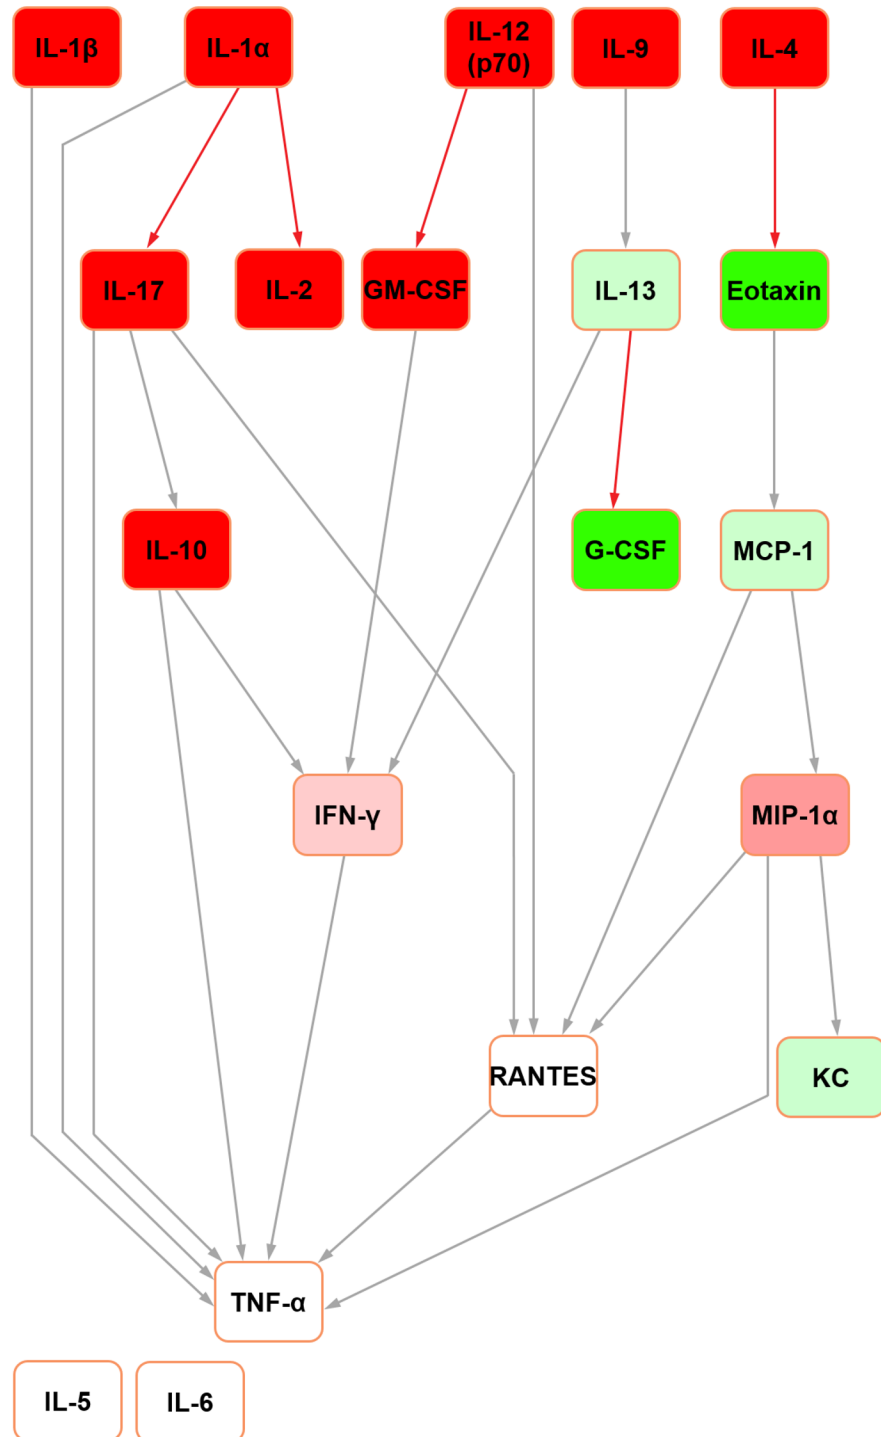 IL-1β
IL-1α
IL-12
(p70)
IL-9
IL-4
IL-17
IL-2
GM-CSF
IL-13
Eotaxin
IL-10
G-CSF
MCP-1
IFN-γ
MIP-1α
RANTES
KC
TNF-α
IL-5
IL-6